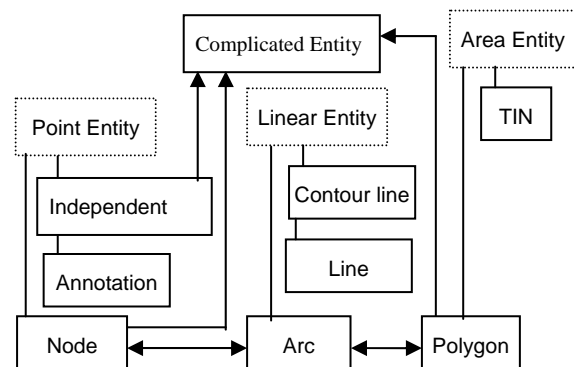 Complicated Entity
Area Entity
TIN
Point Entity
Linear Entity
Independent
Contour line
Annotation
Line
Node
Arc
Polygon